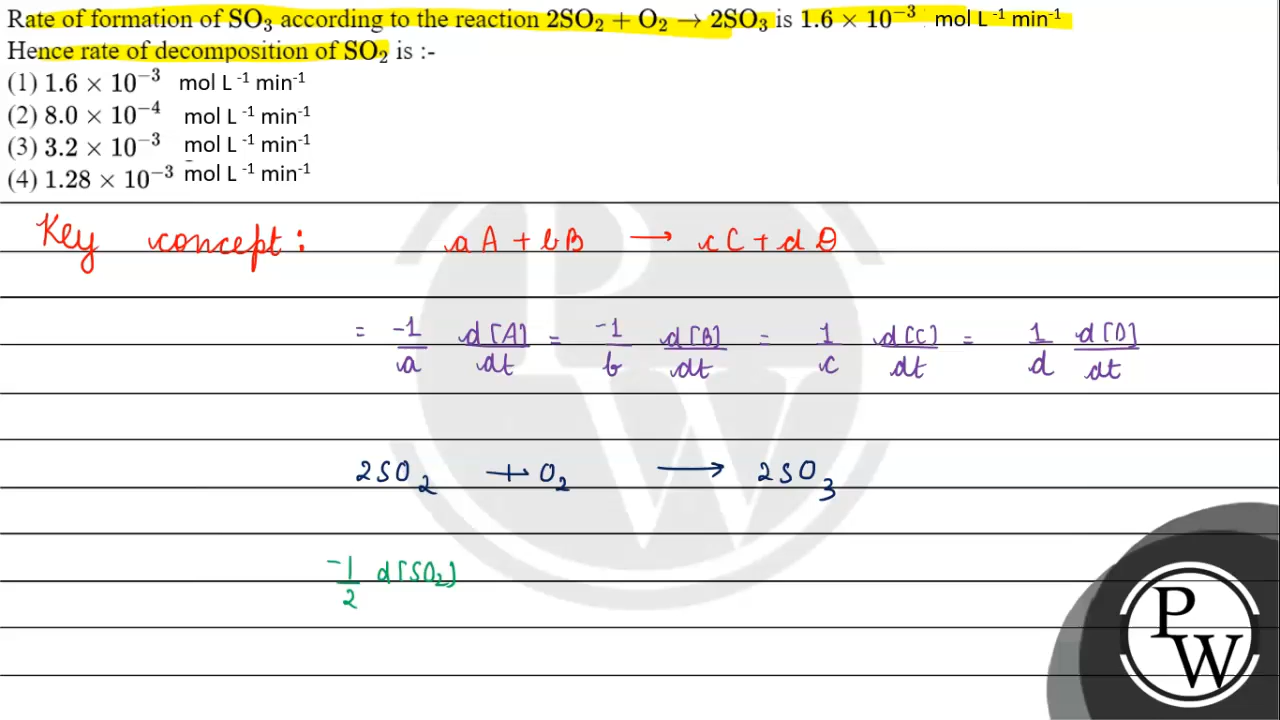 Rate of formation of SO₃ according to the reaction 2SO₂ + O₂ → 2SO₃ is 1.6 × 10⁻³ mol L⁻¹ min⁻¹
Hence rate of decomposition of SO₂ is :-
(1) 1.6 × 10⁻³ mol L⁻¹ min⁻¹
(2) 8.0 × 10⁻⁴ mol L⁻¹ min⁻¹
(3) 3.2 × 10⁻³ mol L⁻¹ min⁻¹
(4) 1.28 × 10⁻³ mol L⁻¹ min⁻¹
Key concept: aA + bB → cC + dD
= -1/a d[A]/dt = -1/b d[B]/dt = 1/c d[C]/dt = 1/d d[D]/dt
2SO₂ + O₂ → 2SO₃
-1/2 d[SO₂]
P
W